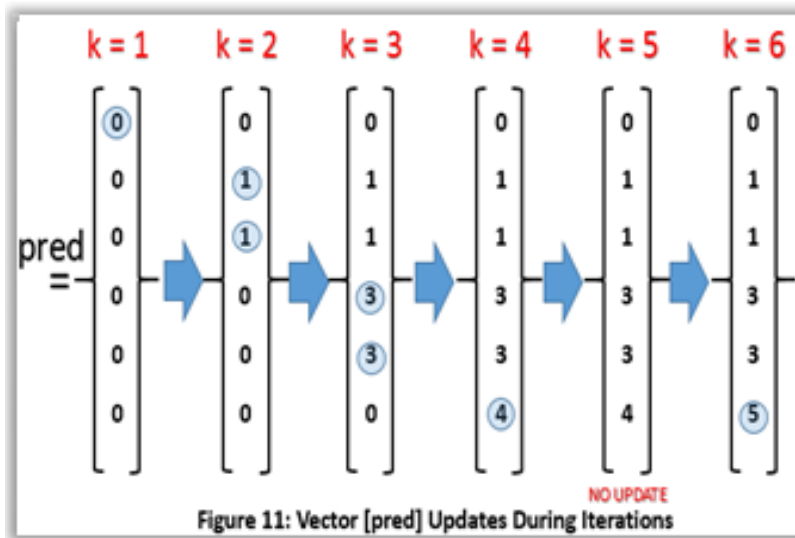 k = 1 k = 2 k = 3 k = 4 k = 5 k = 6
0 0 0 0 0 0
0 1 1 1 1 1
0 1 1 1 1 1
pred
=
0 0 3 3 3 3
0 0 3 3 3 3
0 0 0 4 4 5
NO UPDATE
Figure 11: Vector [pred] Updates During Iterations